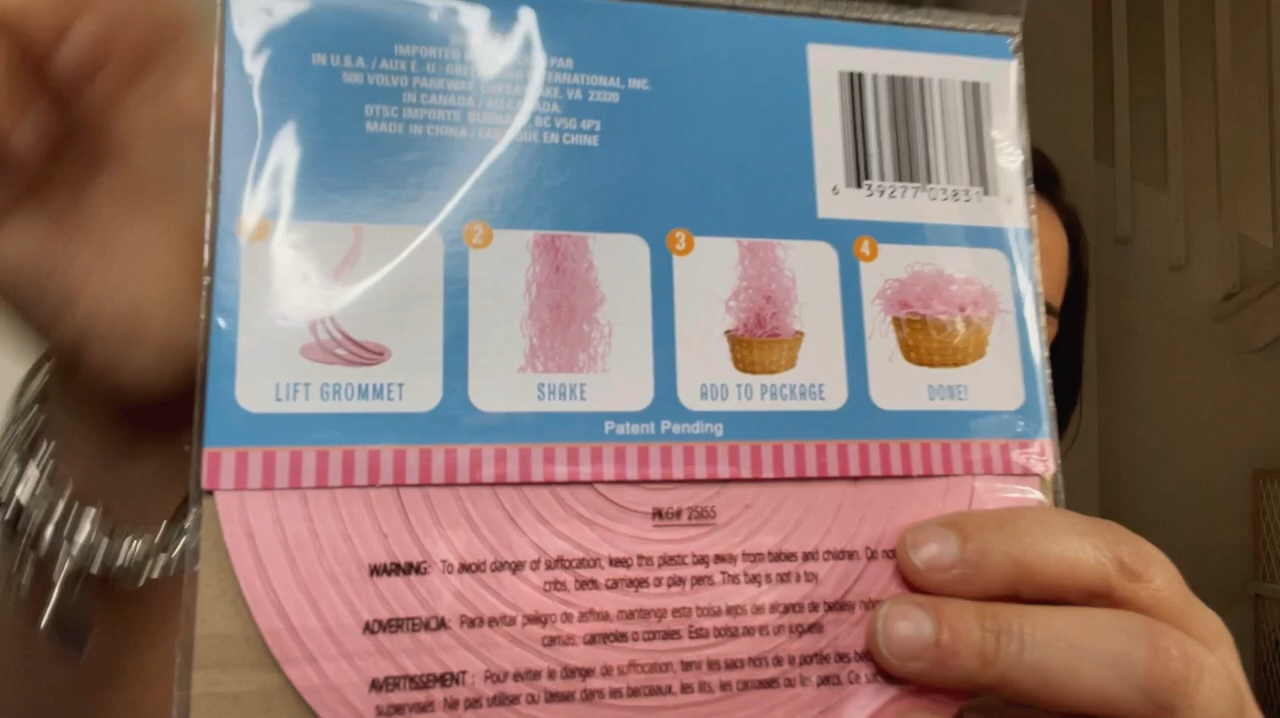 IMPORTED PAR
IN U.S.A. / AUX É.-U.: INTERNATIONAL, INC.
500 VOLVO PARKWAY, CHESAPEAKE, VA 23320
IN CANADA / AU CANADA:
DTSC IMPORTS BC V5G 4P3
MADE IN CHINA / FABRIQUÉ EN CHINE
6 39277 03831
2
3
4
LIFT GROMMET
SHAKE
ADD TO PACKAGE
DONE!
Patent Pending
PKG# 25155
WARNING: To avoid danger of suffocation, keep this plastic bag away from babies and children. Do not
cribs, beds, carriages or play pens. This bag is not a toy.
ADVERTENCIA: Para evitar peligro de asfixia, mantenga esta bolsa lejos del alcance de bebés y
camas, carreolas o corrales. Esta bolsa no es un juguete.
AVERTISSEMENT : Pour éviter le danger de suffocation, tenir les sacs hors de la portée des
supervisés. Ne pas utiliser ou laisser dans les berceaux, les lits, les carrosses ou les parcs. Ce